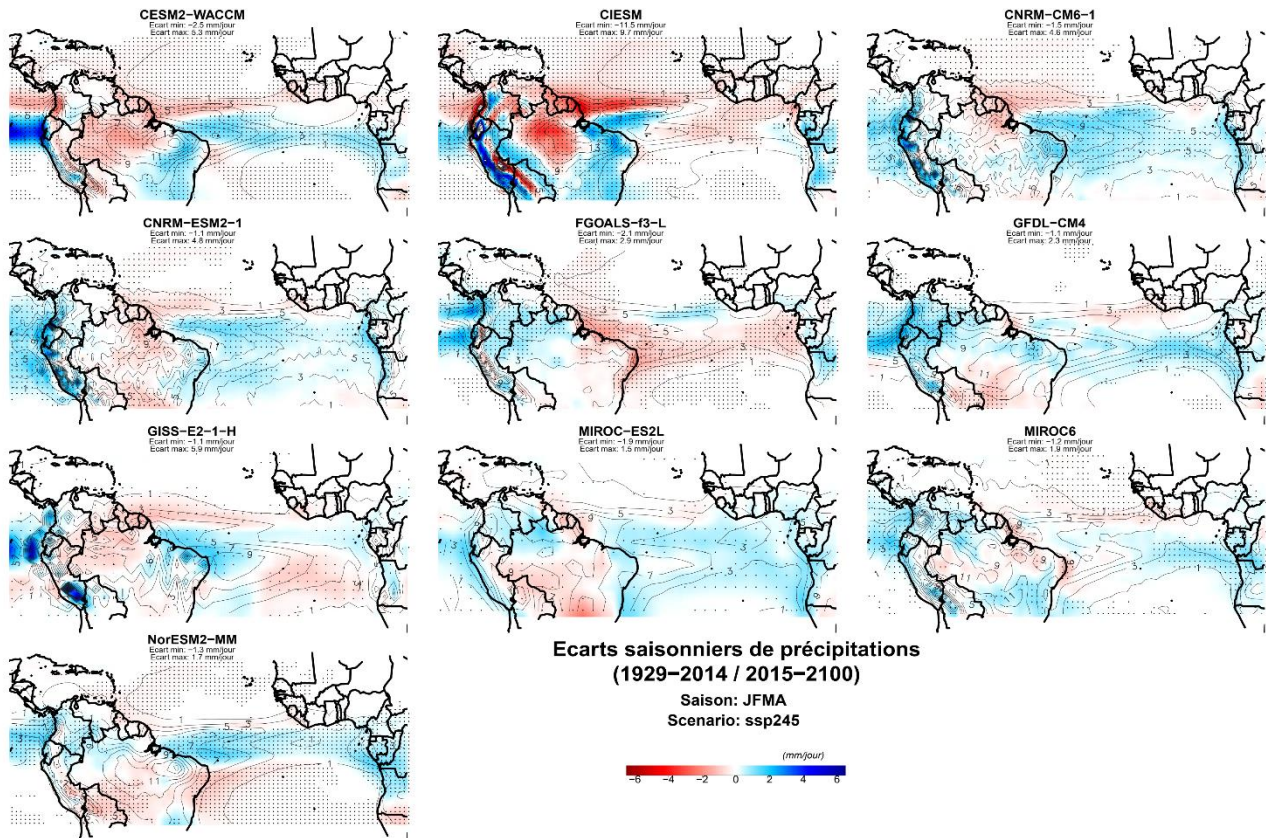 CESM2−WACCM
Ecart min: −2.5 mm/jour
Ecart max: 5.3 mm/jour
CIESM
Ecart min: −11.5 mm/jour
Ecart max: 9.7 mm/jour
CNRM−CM6−1
Ecart min: −1.5 mm/jour
Ecart max: 4.6 mm/jour
CNRM−ESM2−1
Ecart min: −1.1 mm/jour
Ecart max: 4.8 mm/jour
FGOALS−f3−L
Ecart min: −2.1 mm/jour
Ecart max: 2.9 mm/jour
GFDL−CM4
Ecart min: −1.1 mm/jour
Ecart max: 2.3 mm/jour
GISS−E2−1−H
Ecart min: −1.1 mm/jour
Ecart max: 5.9 mm/jour
MIROC−ES2L
Ecart min: −1.9 mm/jour
Ecart max: 1.5 mm/jour
MIROC6
Ecart min: −1.2 mm/jour
Ecart max: 1.9 mm/jour
NorESM2−MM
Ecart min: −1.3 mm/jour
Ecart max: 1.7 mm/jour
Ecarts saisonniers de précipitations
(1929−2014 / 2015−2100)
Saison: JFMA
Scenario: ssp245
(mm/jour)
−6 −4 −2 0 2 4 6